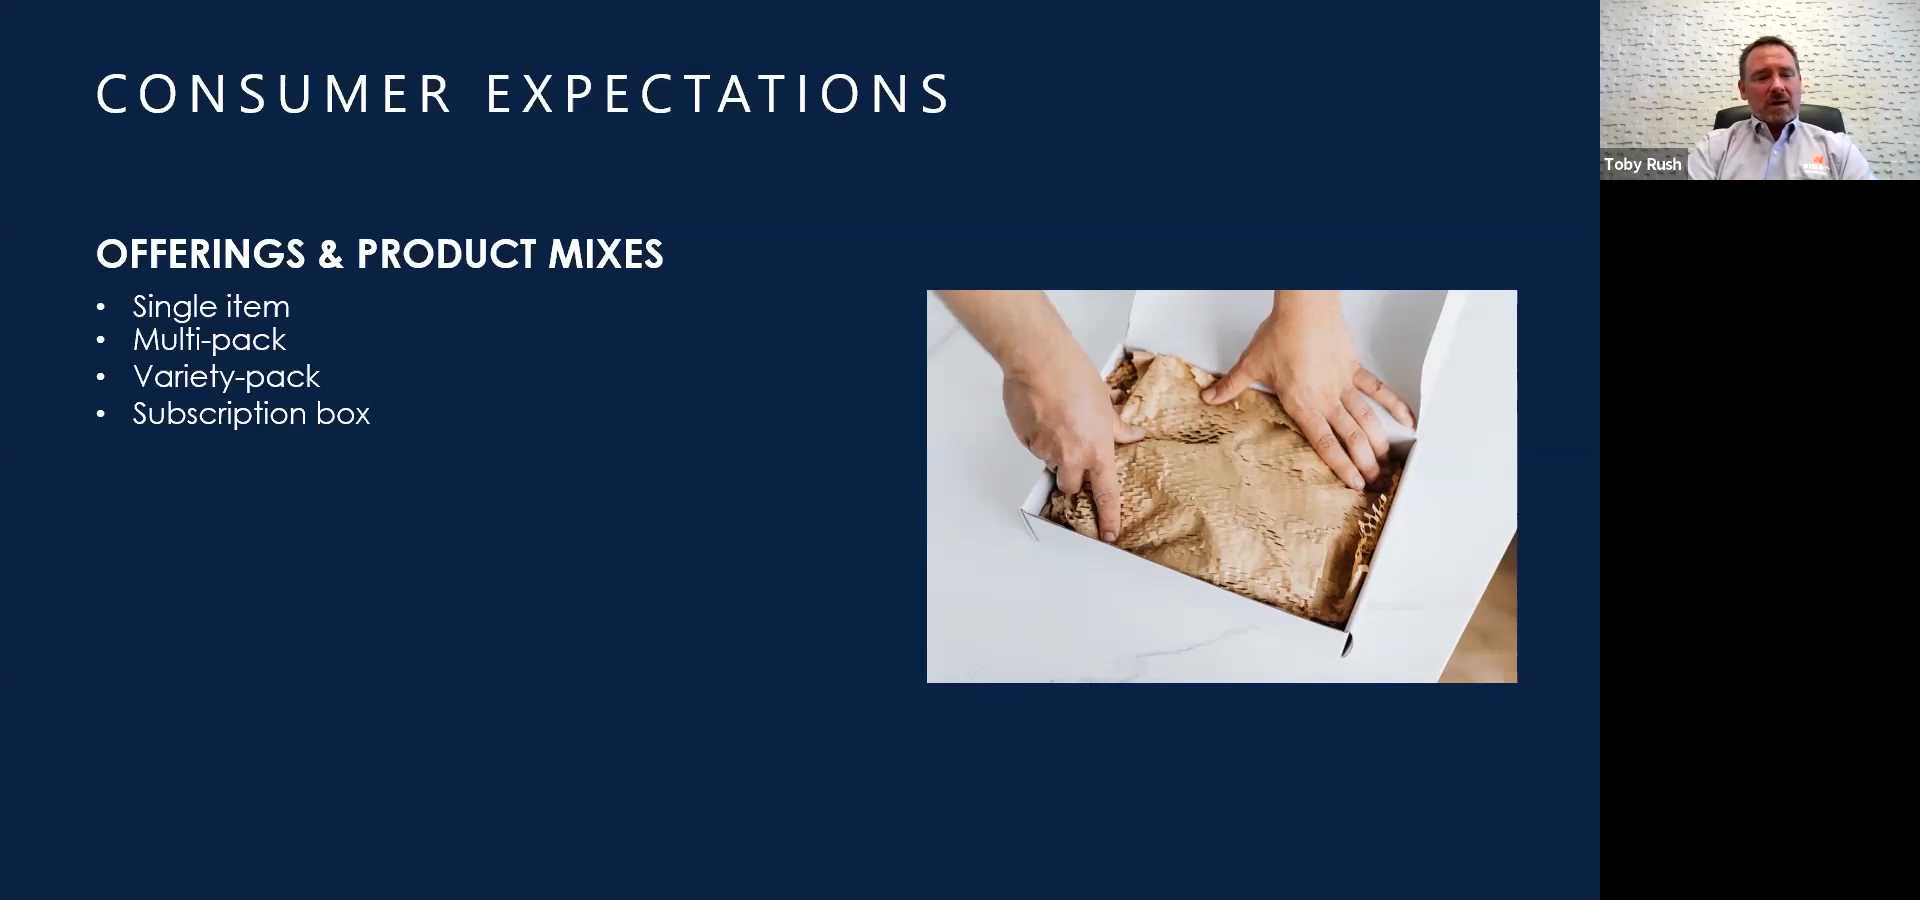 CONSUMER EXPECTATIONS
OFFERINGS & PRODUCT MIXES
• Single item
• Multi-pack
• Variety-pack
• Subscription box
Toby Rush